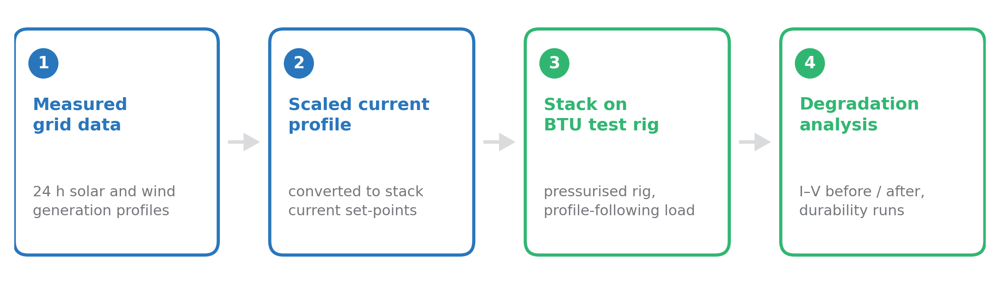 1
Measured
grid data
24 h solar and wind
generation profiles
2
Scaled current
profile
converted to stack
current set-points
3
Stack on
BTU test rig
pressurised rig,
profile-following load
4
Degradation
analysis
I–V before / after,
durability runs